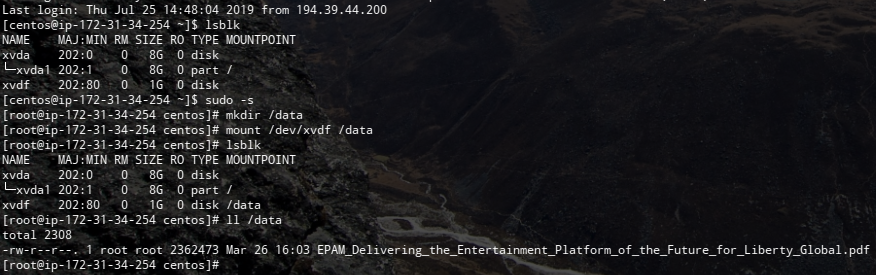 Last login: Thu Jul 25 14:48:04 2019 from 194.39.44.200
[centos@ip-172-31-34-254 ~]$ lsblk
NAME    MAJ:MIN RM SIZE RO TYPE MOUNTPOINT
xvda    202:0    0   8G  0 disk
└─xvda1 202:1    0   8G  0 part /
xvdf    202:80   0   1G  0 disk
[centos@ip-172-31-34-254 ~]$ sudo -s
[root@ip-172-31-34-254 centos]# mkdir /data
[root@ip-172-31-34-254 centos]# mount /dev/xvdf /data
[root@ip-172-31-34-254 centos]# lsblk
NAME    MAJ:MIN RM SIZE RO TYPE MOUNTPOINT
xvda    202:0    0   8G  0 disk
└─xvda1 202:1    0   8G  0 part /
xvdf    202:80   0   1G  0 disk /data
[root@ip-172-31-34-254 centos]# ll /data
total 2308
-rw-r--r--. 1 root root 2362473 Mar 26 16:03 EPAM_Delivering_the_Entertainment_Platform_of_the_Future_for_Liberty_Global.pdf
[root@ip-172-31-34-254 centos]#